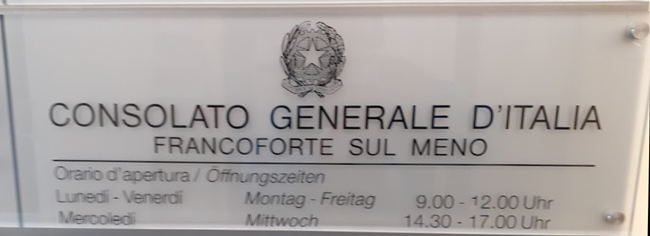 CONSOLATO GENERALE D'ITALIA
FRANCOFORTE SUL MENO
Orario d'apertura / Öffnungszeiten
Lunedì - Venerdì Montag - Freitag 9.00 - 12.00 Uhr
Mercoledì Mittwoch 14.30 - 17.00 Uhr